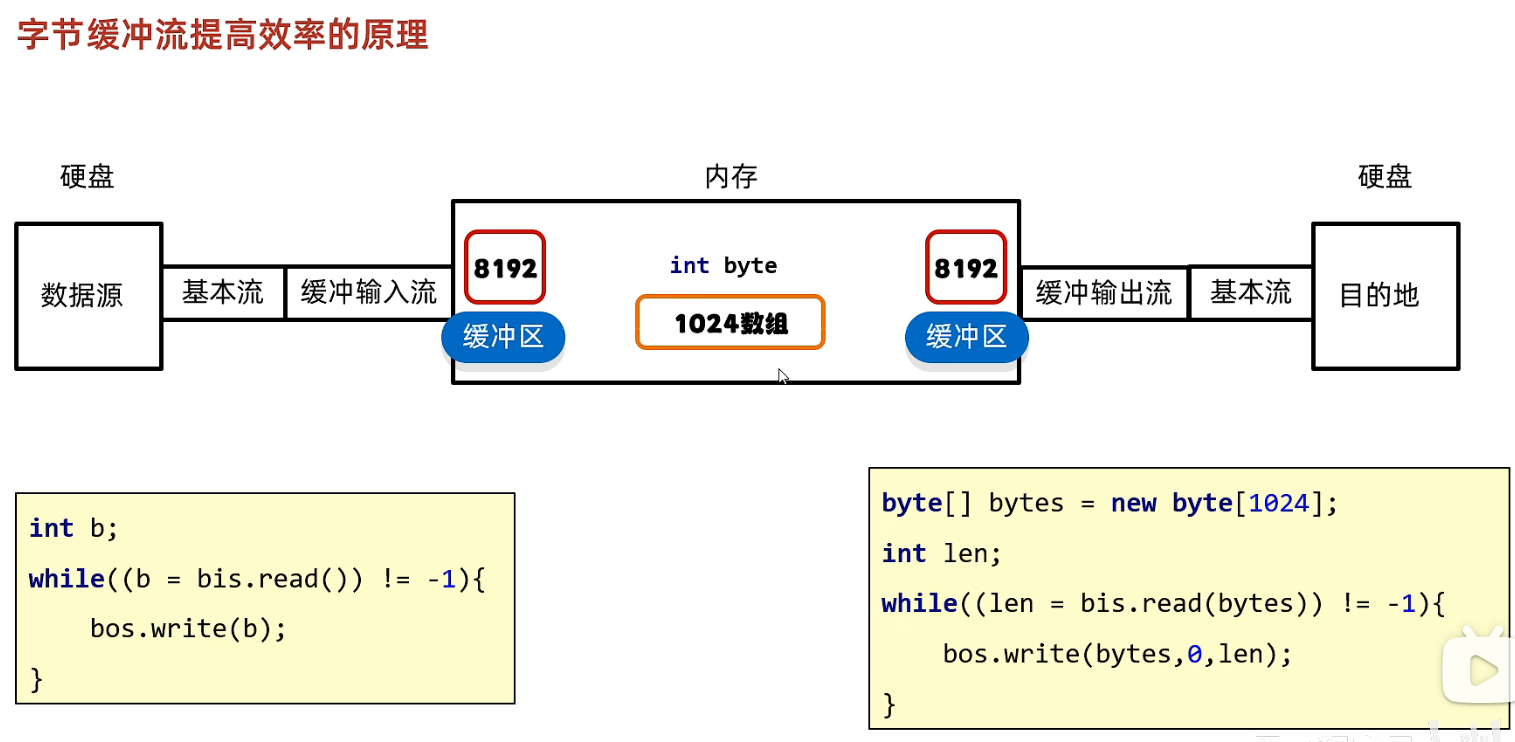 字节缓冲流提高效率的原理
硬盘
内存
硬盘
数据源
基本流
缓冲输入流
8192
缓冲区
int byte
1024数组
8192
缓冲区
缓冲输出流
基本流
目的地
int b;
while((b = bis.read()) != -1){
bos.write(b);
}
byte[] bytes = new byte[1024];
int len;
while((len = bis.read(bytes)) != -1){
bos.write(bytes,0,len);
}